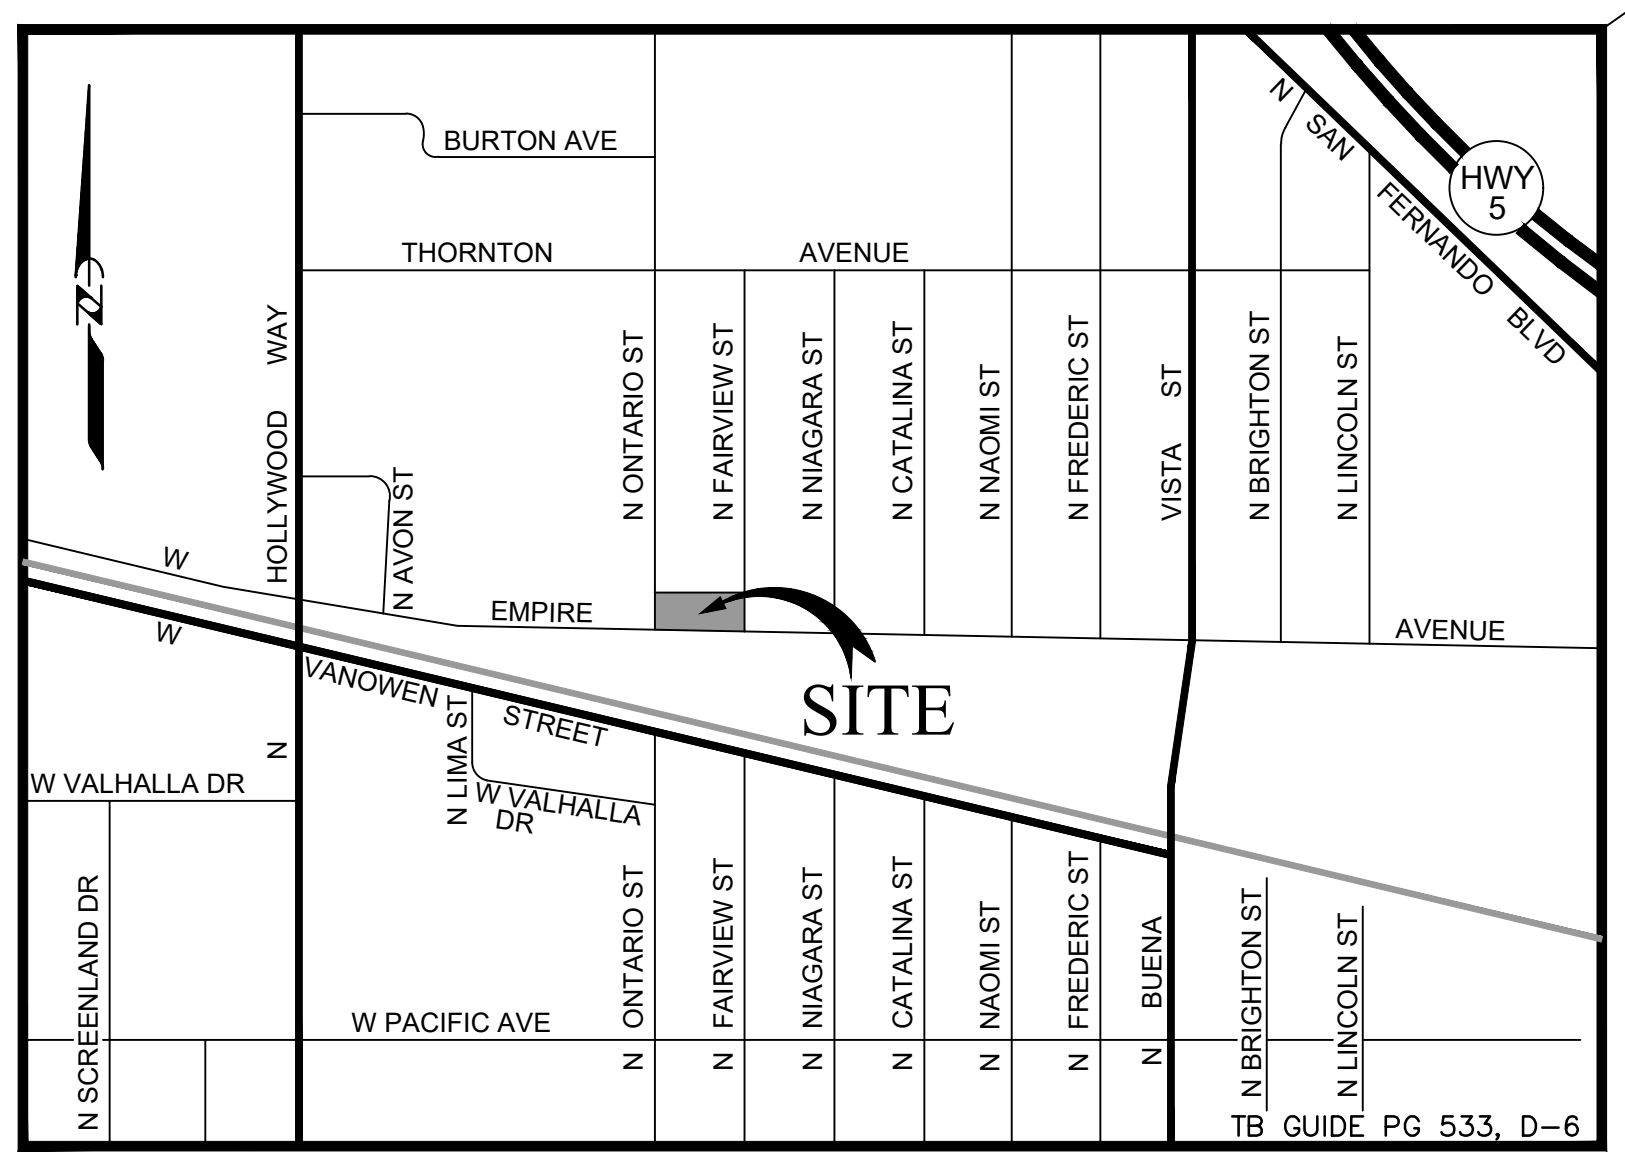 N
SAN
FERNANDO
BLVD
HWY
5
BURTON AVE
THORNTON AVENUE
N
HOLLYWOOD WAY
N AVON ST
N ONTARIO ST
N FAIRVIEW ST
N NIAGARA ST
N CATALINA ST
N NAOMI ST
N FREDERIC ST
VISTA ST
N BRIGHTON ST
N LINCOLN ST
W EMPIRE AVENUE
W VANOWEN STREET
SITE
N
W VALHALLA DR
N LIMA ST
W VALHALLA
DR
N SCREENLAND DR
W PACIFIC AVE
N ONTARIO ST
N FAIRVIEW ST
N NIAGARA ST
N CATALINA ST
N NAOMI ST
N FREDERIC ST
N BUENA
N BRIGHTON ST
N LINCOLN ST
TB GUIDE PG 533, D-6